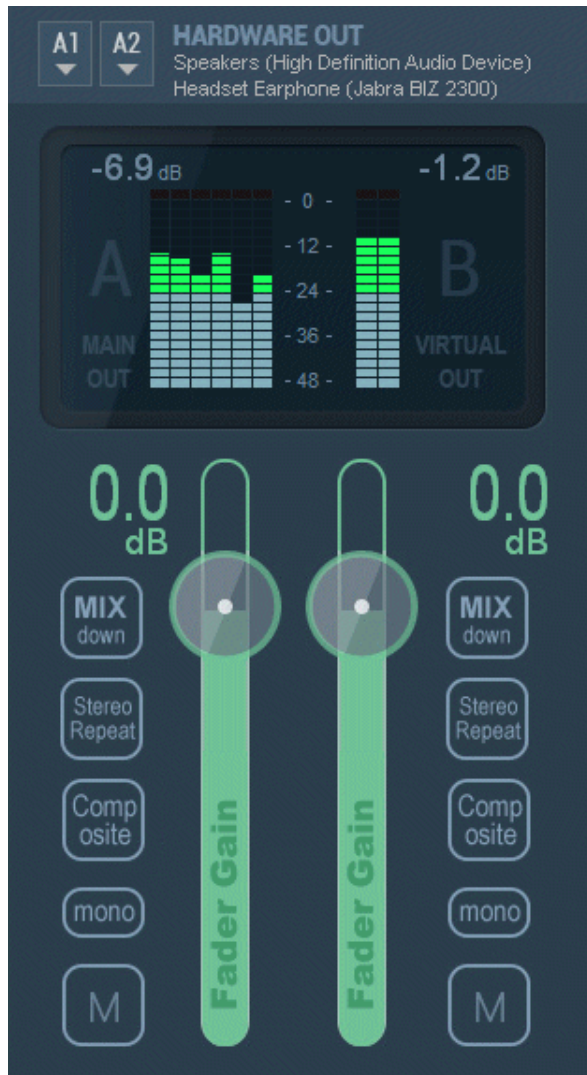 A1 A2 HARDWARE OUT
Speakers (High Definition Audio Device)
Headset Earphone (Jabra BIZ 2300)
-6.9 dB
-1.2 dB
- 0 -
- 12 -
- 24 -
- 36 -
- 48 -
A
MAIN
OUT
B
VIRTUAL
OUT
0.0
dB
0.0
dB
MIX
down
Stereo
Repeat
Comp
osite
mono
M
Fader Gain
Fader Gain
MIX
down
Stereo
Repeat
Comp
osite
mono
M